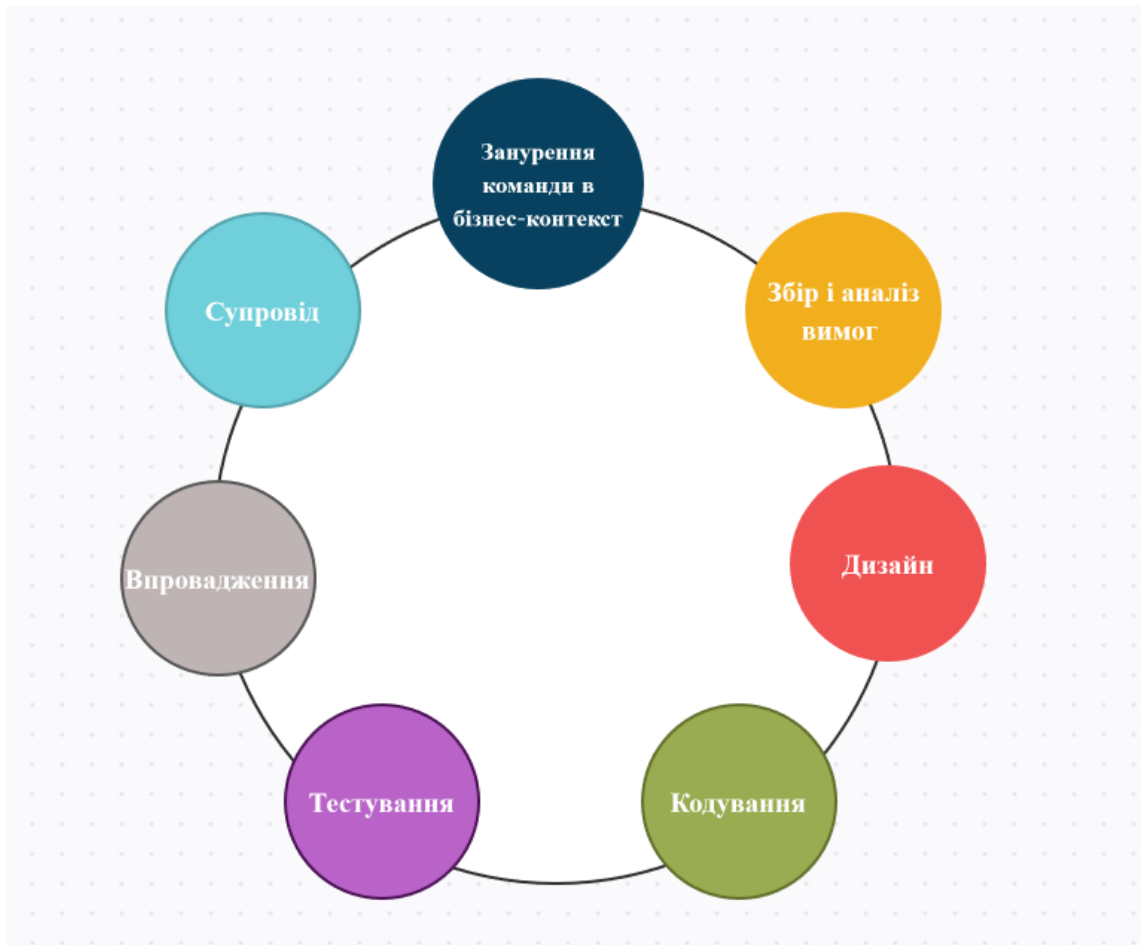 Занурення
команди в
бізнес-контекст
Збір і аналіз
вимог
Дизайн
Кодування
Тестування
Впровадження
Супровід